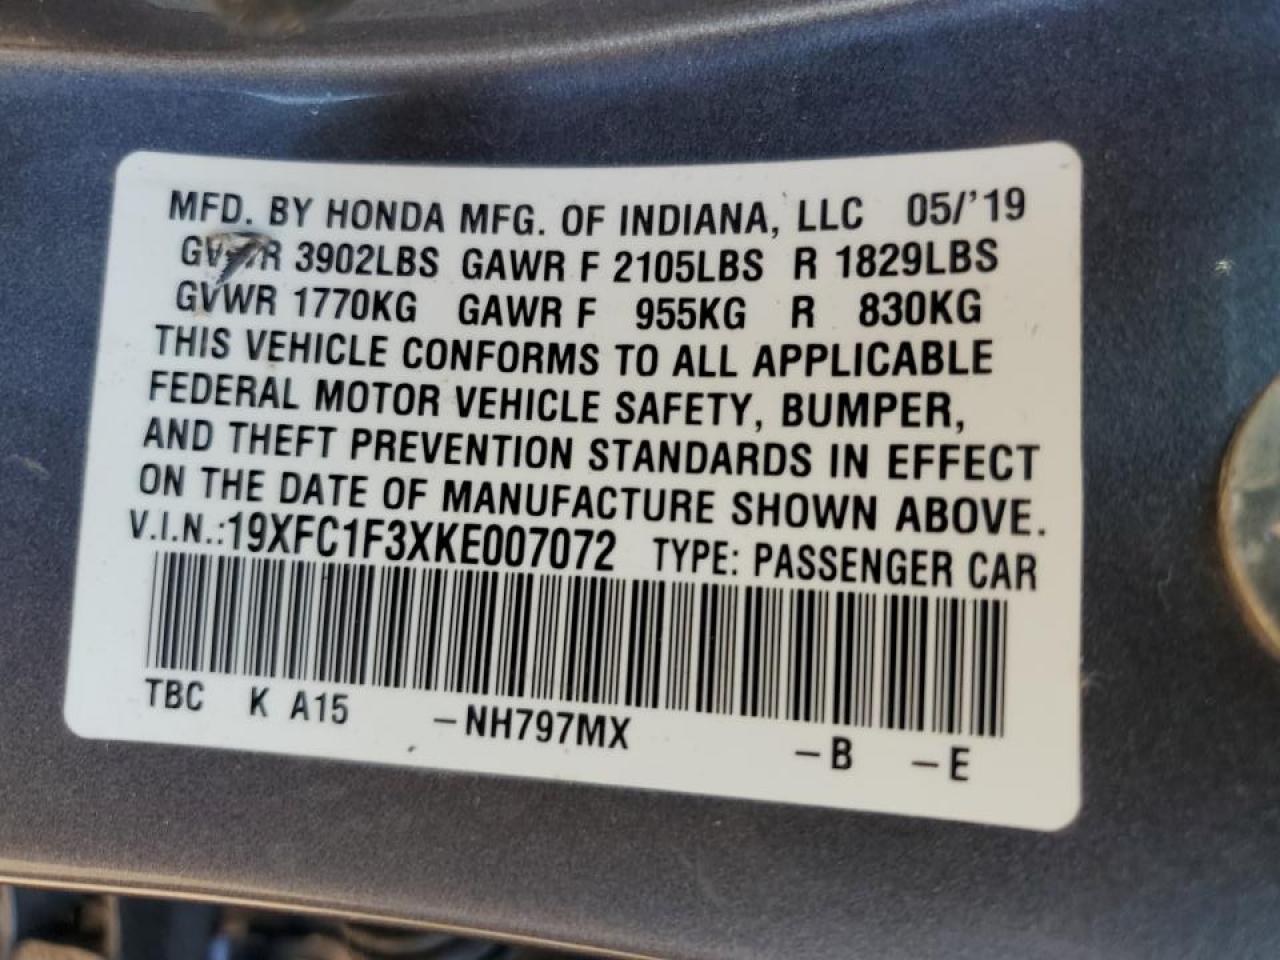 MFD. BY HONDA MFG. OF INDIANA, LLC 05/'19
GVWR 3902LBS GAWR F 2105LBS R 1829LBS
GVWR 1770KG GAWR F 955KG R 830KG
THIS VEHICLE CONFORMS TO ALL APPLICABLE
FEDERAL MOTOR VEHICLE SAFETY, BUMPER,
AND THEFT PREVENTION STANDARDS IN EFFECT
ON THE DATE OF MANUFACTURE SHOWN ABOVE.
V.I.N.:19XFC1F3XKE007072 TYPE: PASSENGER CAR
TBC K A15 –NH797MX –B –E